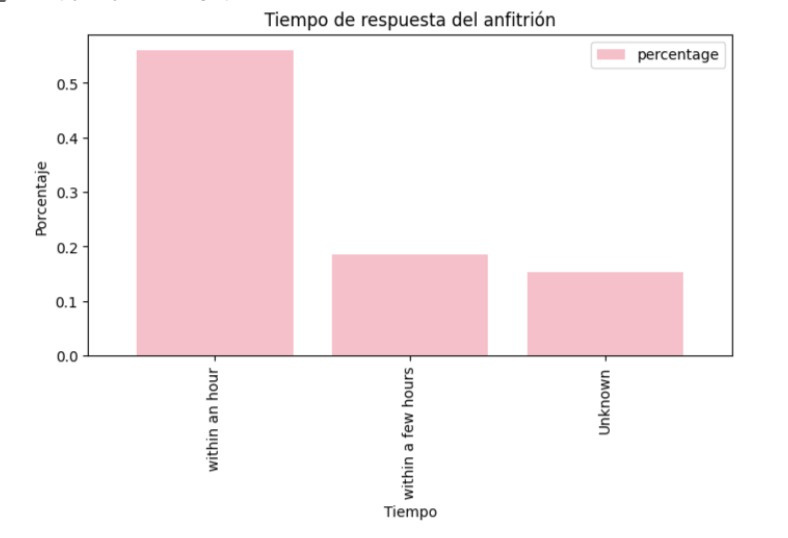 Tiempo de respuesta del anfitrión
percentage
Porcentaje
0.5
0.4
0.3
0.2
0.1
0.0
within an hour
within a few hours
Unknown
Tiempo